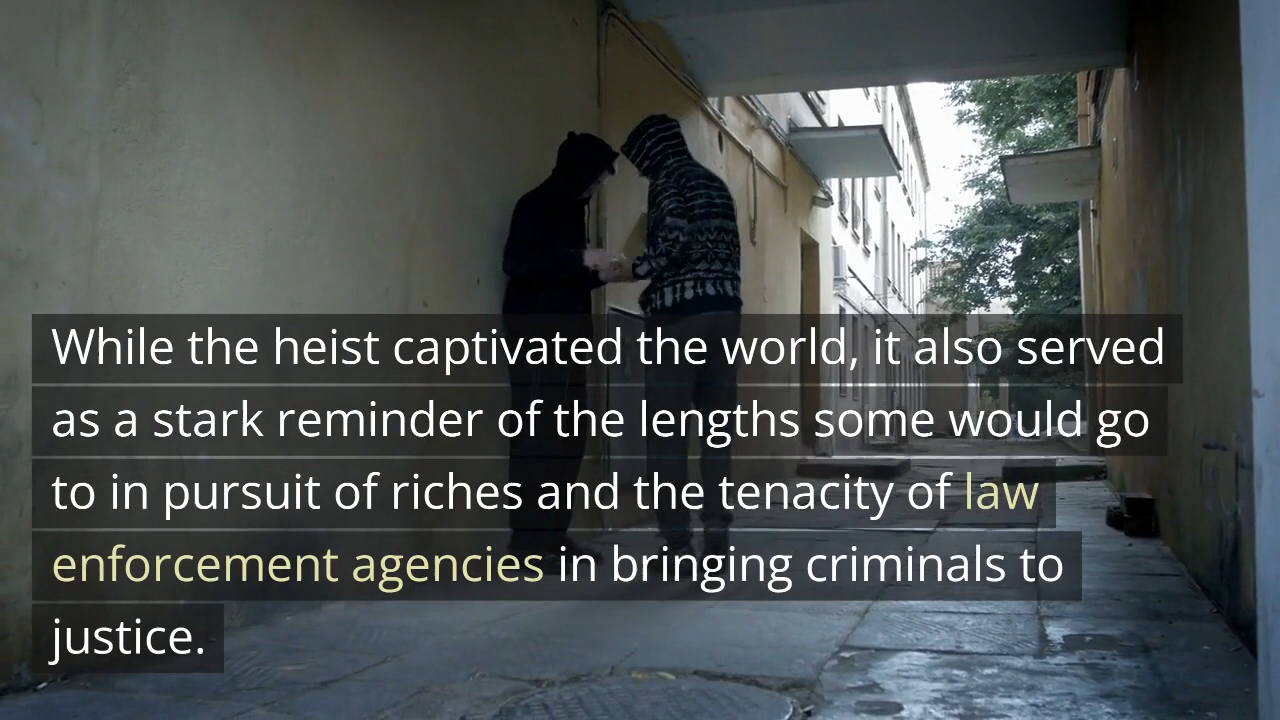 While the heist captivated the world, it also served
as a stark reminder of the lengths some would go
to in pursuit of riches and the tenacity of law
enforcement agencies in bringing criminals to
justice.